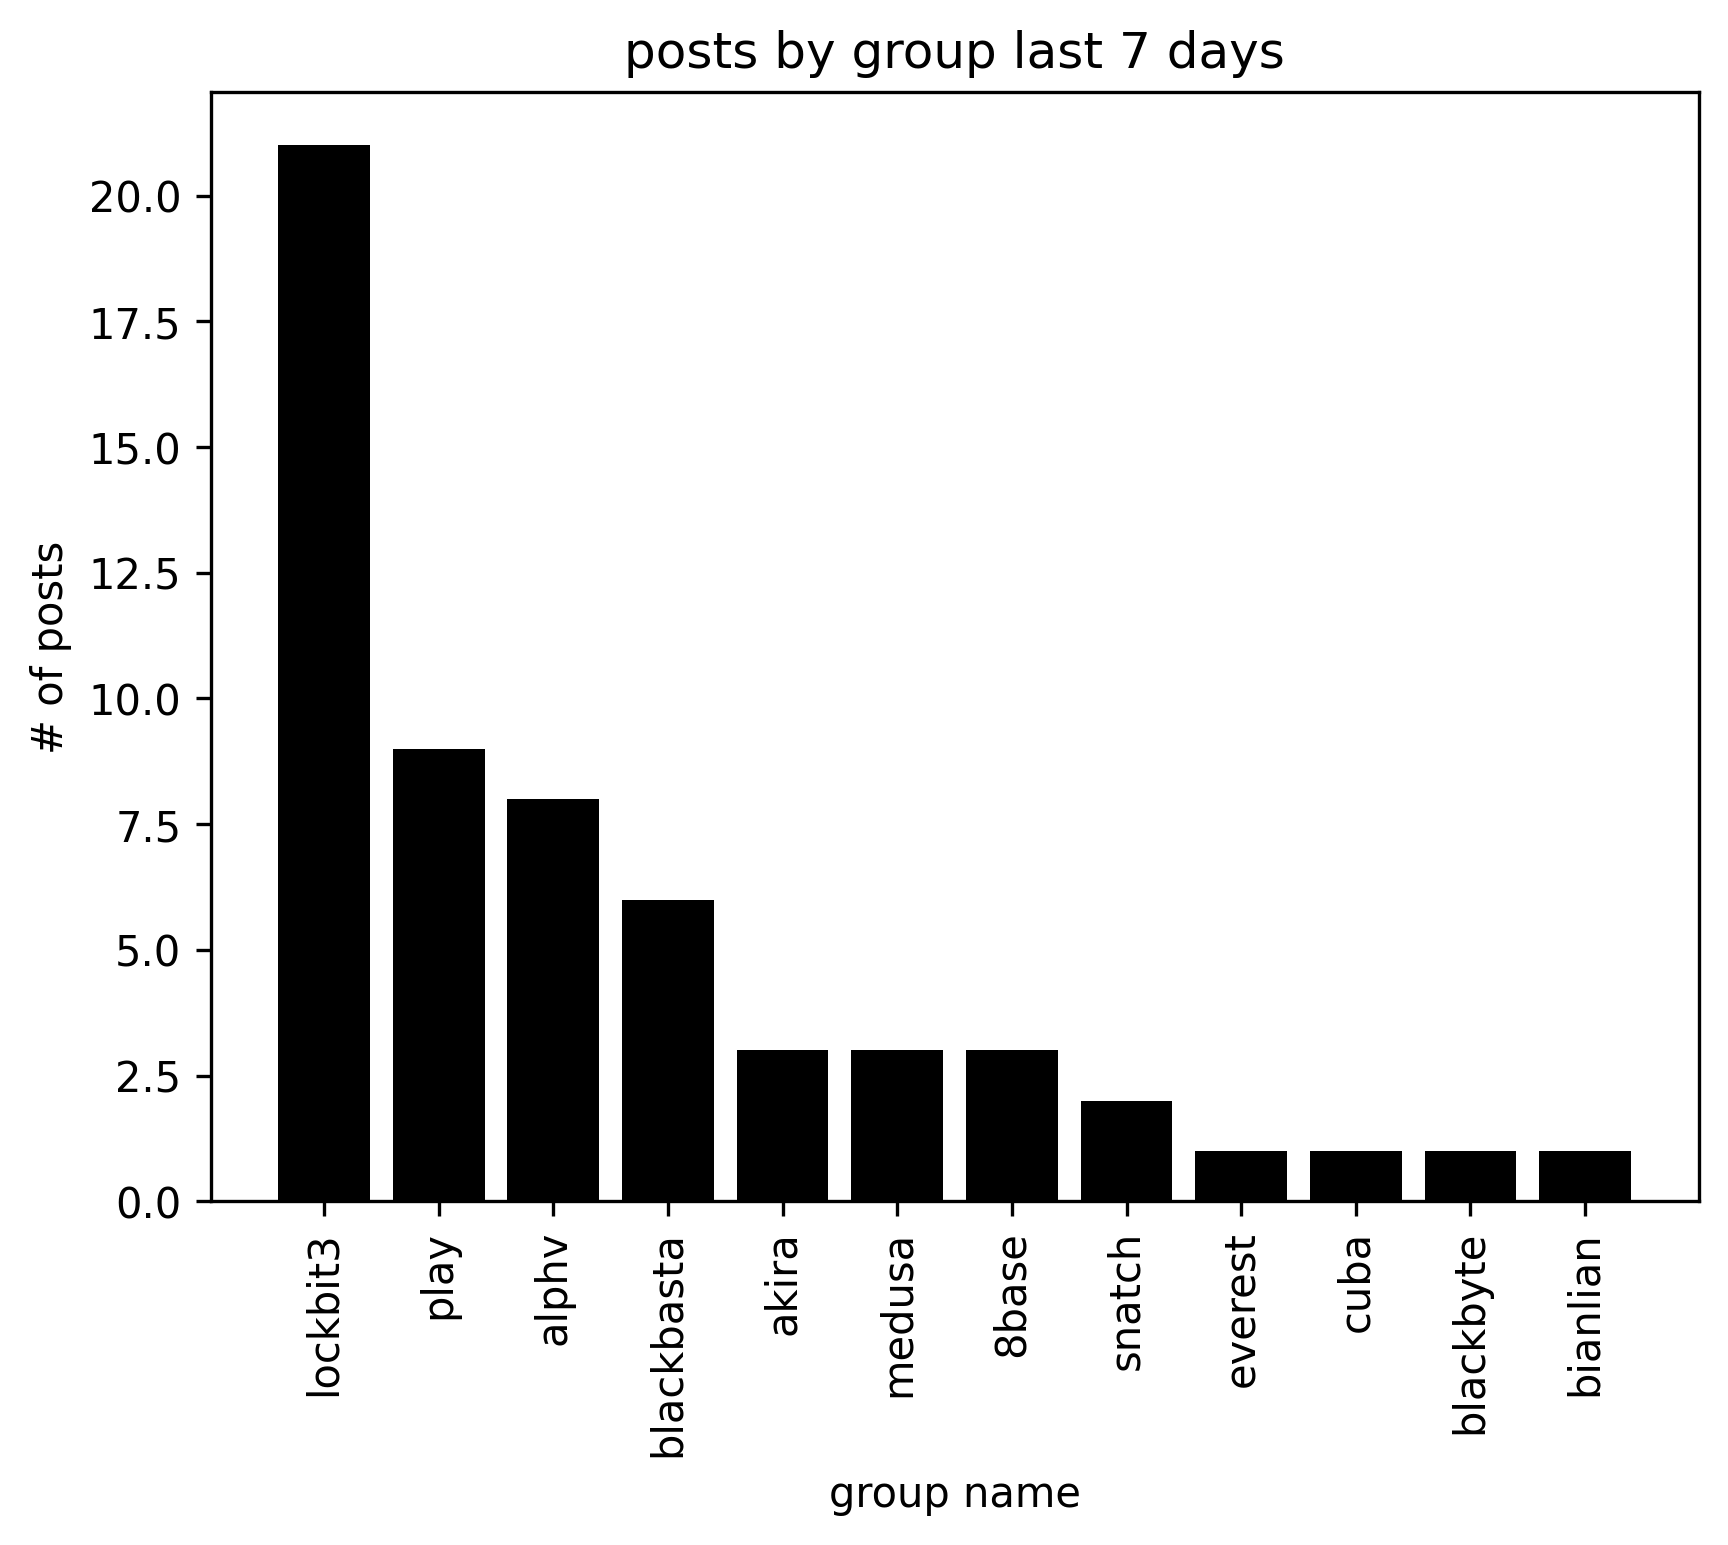 posts by group last 7 days
# of posts
20.0
17.5
15.0
12.5
10.0
7.5
5.0
2.5
0.0
lockbit3
play
alphv
blackbasta
akira
medusa
8base
snatch
everest
cuba
blackbyte
bianlian
group name